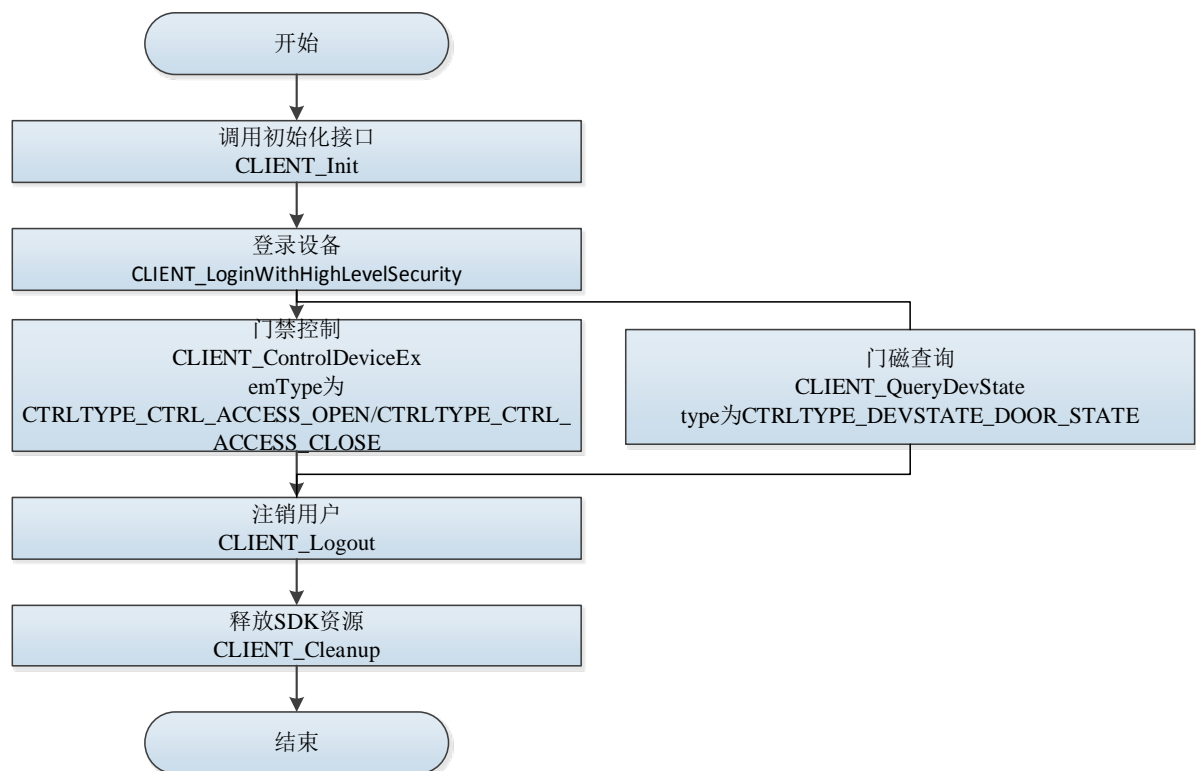 开始
调用初始化接口
CLIENT_Init
登录设备
CLIENT_LoginWithHighLevelSecurity
门禁控制
CLIENT_ControlDeviceEx
emType为
CTRLTYPE_CTRL_ACCESS_OPEN/CTRLTYPE_CTRL_
ACCESS_CLOSE
门磁查询
CLIENT_QueryDevState
type为CTRLTYPE_DEVSTATE_DOOR_STATE
注销用户
CLIENT_Logout
释放SDK资源
CLIENT_Cleanup
结束